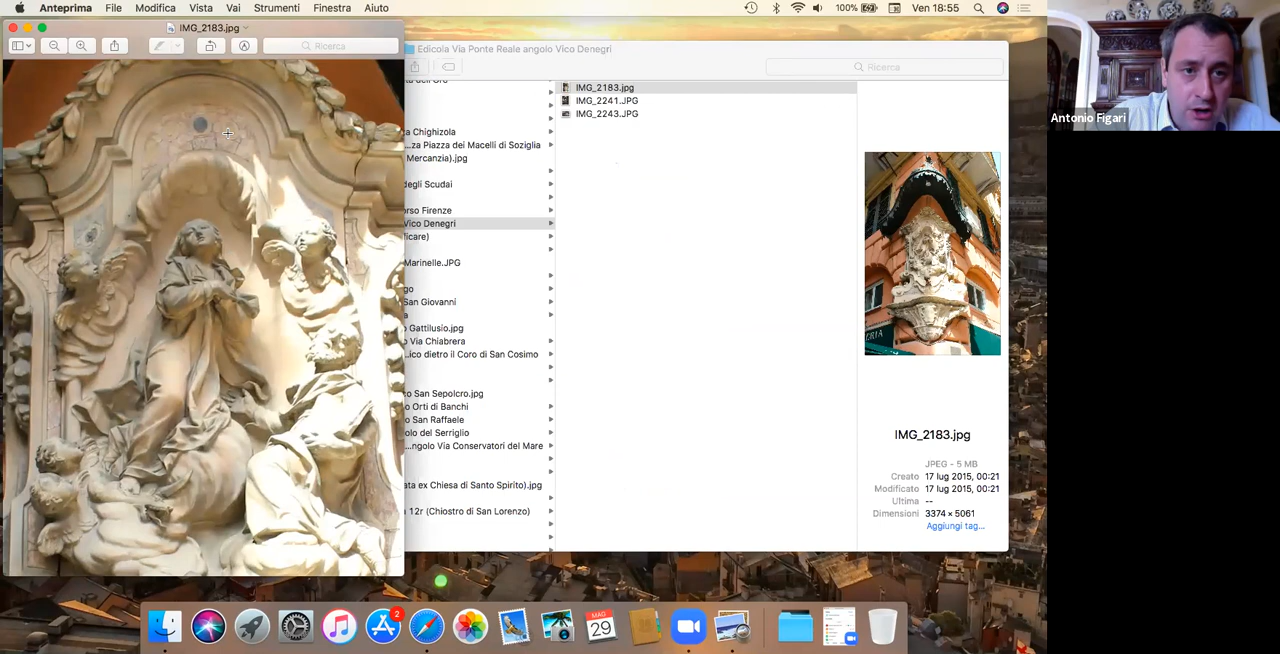 Anteprima File Modifica Vista Vai Strumenti Finestra Aiuto 100% Ven 18:55
IMG_2183.jpg
Ricerca
Edicola Via Ponte Reale angolo Vico Denegri
Ricerca
IMG_2183.jpg
IMG_2241.JPG
IMG_2243.JPG
a Chighizola
...za Piazza dei Macelli di Soziglia
Mercanzia).jpg
degli Scudai
orso Firenze
Vico Denegri
ificare)
Marinelle.JPG
go
San Giovanni
o Gattilusio.jpg
o Via Chiabrera
...ico dietro il Coro di San Cosimo
o San Sepolcro.jpg
Orti di Banchi
o San Raffaele
olo del Serriglio
...ngolo Via Conservatori del Mare
ata ex Chiesa di Santo Spirito).jpg
12r (Chiostro di San Lorenzo)
IMG_2183.jpg
JPEG - 5 MB
Creato 17 lug 2015, 00:21
Modificato 17 lug 2015, 00:21
Ultima --
Dimensioni 3374 × 5061
Aggiungi tag...
Antonio Figari
2
MAG
29